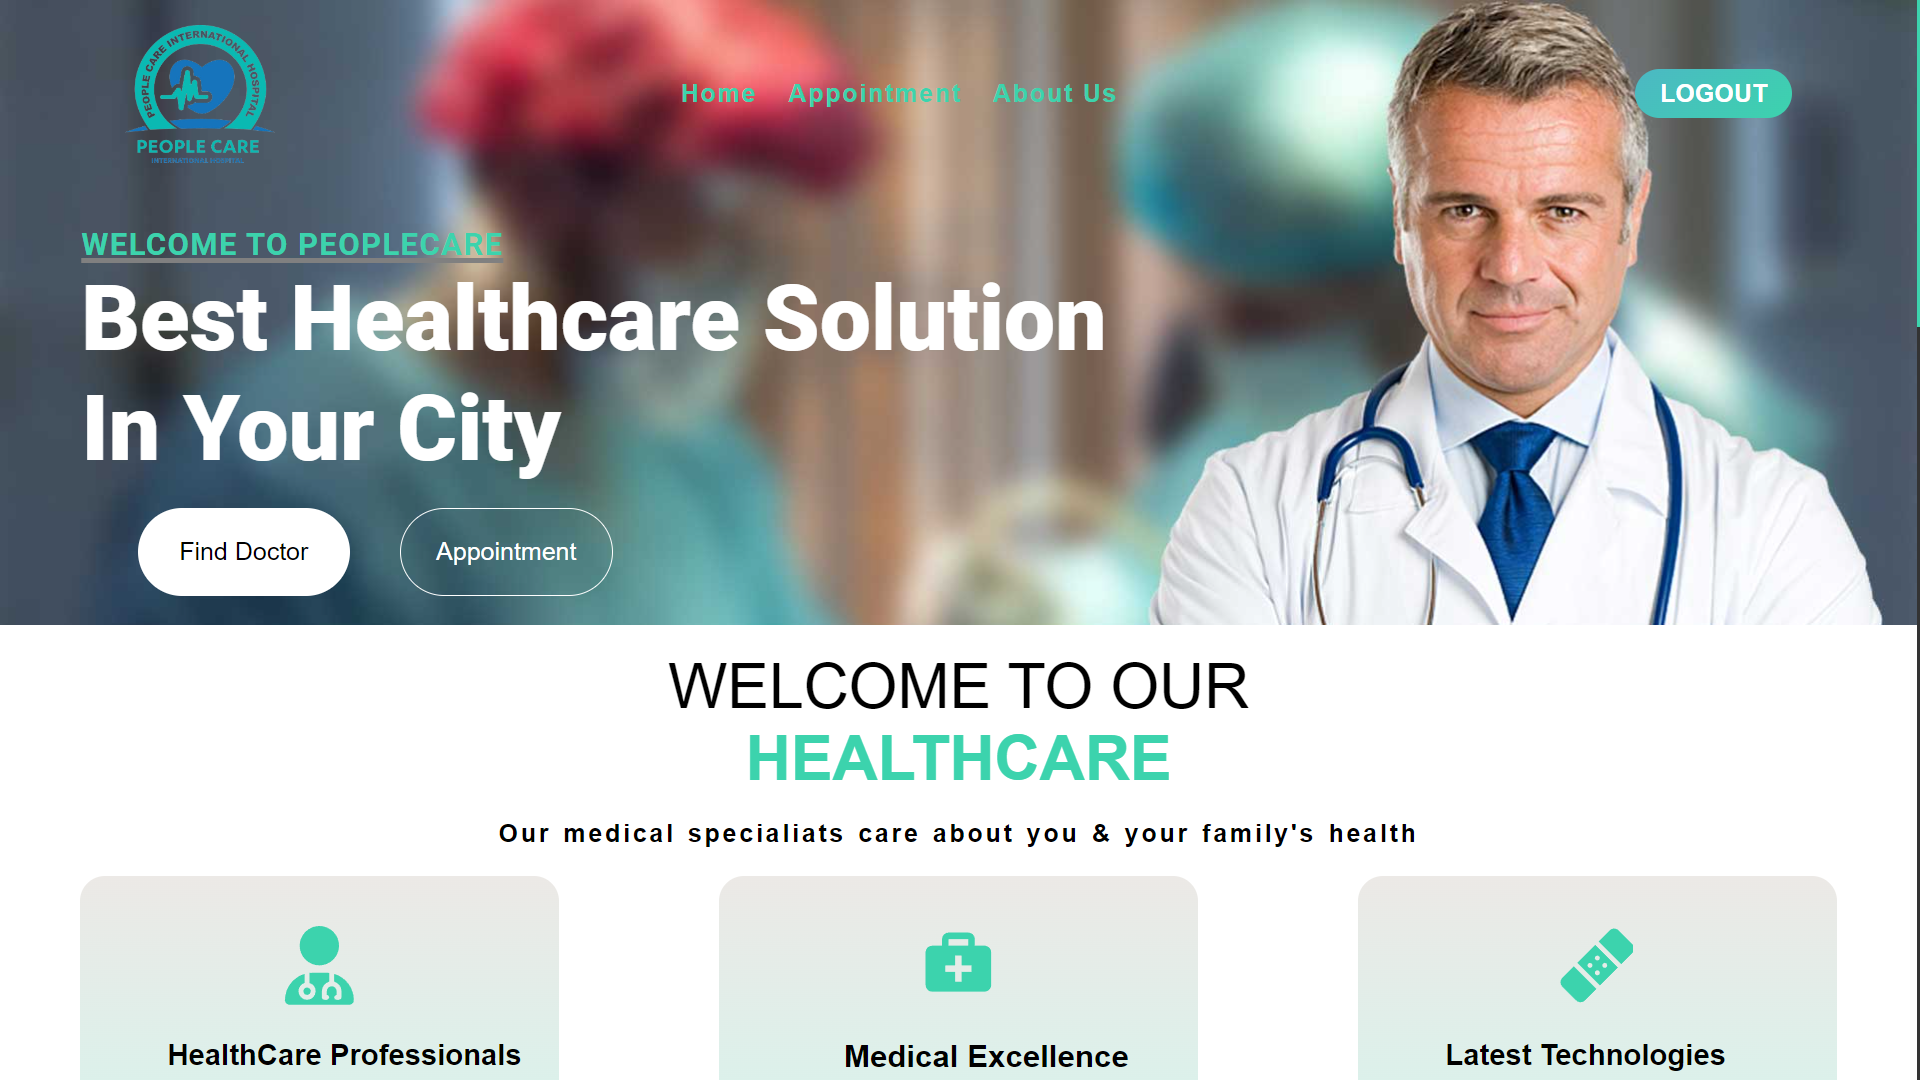 PEOPLE CARE INTERNATIONAL HOSPITAL
PEOPLE CARE
INTERNATIONAL HOSPITAL
Home Appointment About Us
LOGOUT
WELCOME TO PEOPLECARE
Best Healthcare Solution
In Your City
Find Doctor Appointment
WELCOME TO OUR
HEALTHCARE
Our medical specialiats care about you & your family's health
HealthCare Professionals
Medical Excellence
Latest Technologies